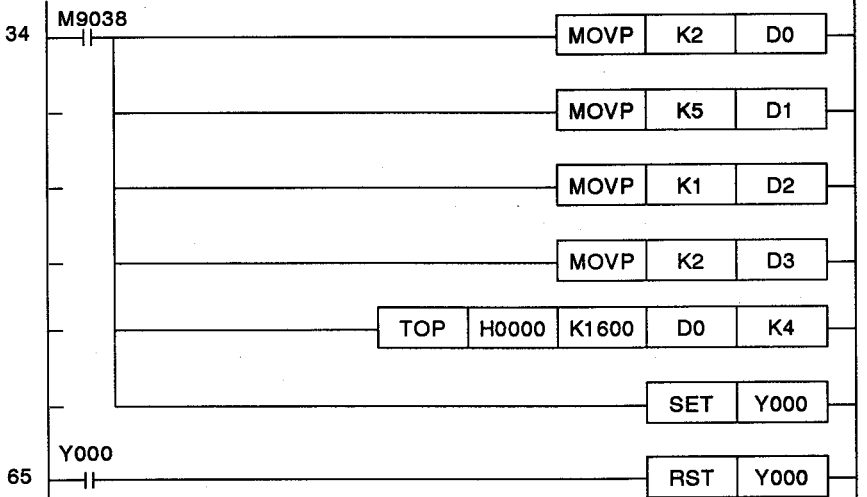 M9038
34 MOVP K2 D0
MOVP K5 D1
MOVP K1 D2
MOVP K2 D3
TOP H0000 K1600 D0 K4
SET Y000
Y000
65 RST Y000